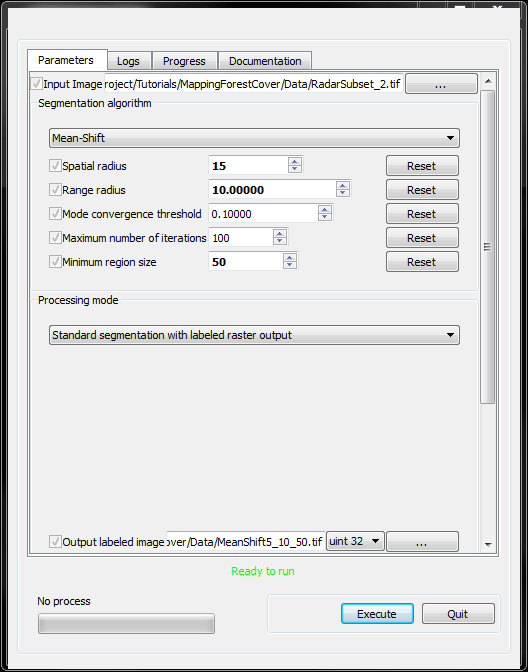 Parameters Logs Progress Documentation
Input Image roject/Tutorials/MappingForestCover/Data/RadarSubset_2.tif ...
Segmentation algorithm
Mean-Shift
Spatial radius 15 Reset
Range radius 10.00000 Reset
Mode convergence threshold 0.10000 Reset
Maximum number of iterations 100 Reset
Minimum region size 50 Reset
Processing mode
Standard segmentation with labeled raster output
Output labeled image over/Data/MeanShift5_10_50.tif uint 32 ...
Ready to run
No process
Execute Quit